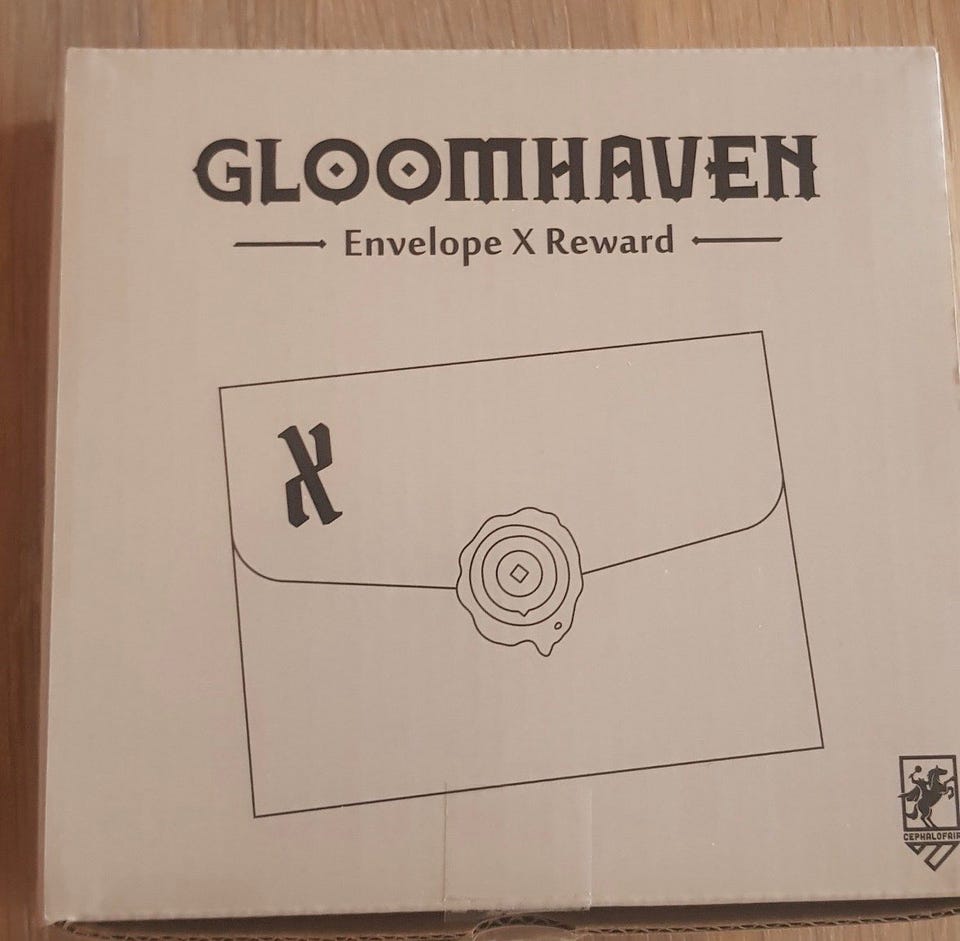 GLOOMHAVEN
Envelope X Reward
X
CEPHALOFAIR